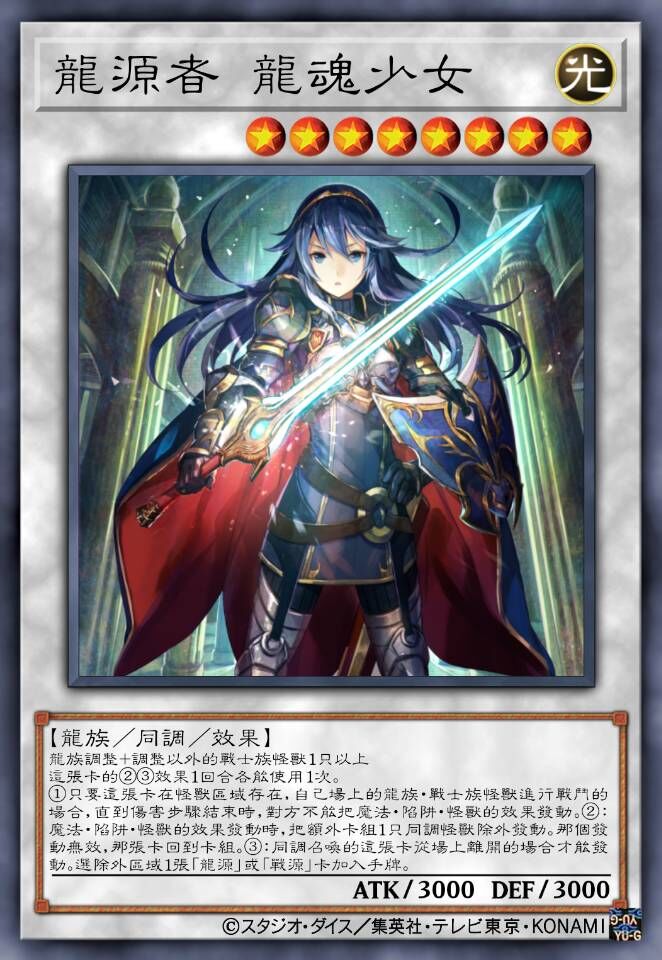 龍源者 龍魂少女
光
【龍族／同調／效果】
龍族調整+調整以外的戰士族怪獸1只以上
這張卡的②③效果1回合各能使用1次。
①只要這張卡在怪獸區域存在，自己場上的龍族・戰士族怪獸進行戰鬥的
場合，直到傷害步驟結束時，對方不能把魔法・陷阱・怪獸的效果發動。②：
魔法・陷阱・怪獸的效果發動時，把額外卡組1只同調怪獸除外發動。那個發
動無效，那張卡回到卡組。③：同調召喚的這張卡從場上離開的場合才能發
動。選除外區域1張「龍源」或「戰源」卡加入手牌。
ATK/3000 DEF/3000
©スタジオ・ダイス／集英社・テレビ東京・KONAMI